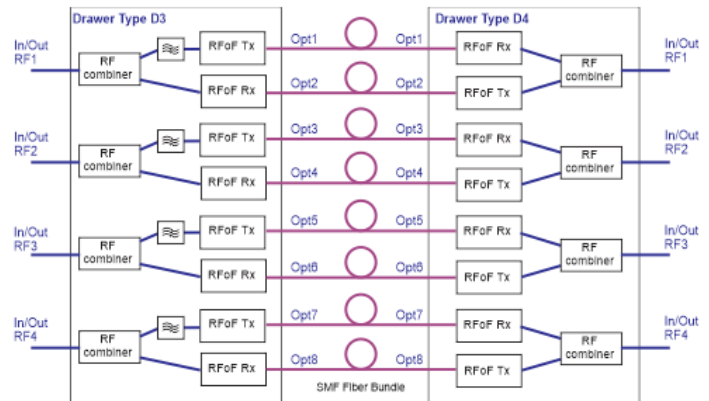 Drawer Type D3
Drawer Type D4
In/Out
RF1
RF
combiner
RFoF Tx
Opt1
Opt1
RFoF Rx
RF
combiner
In/Out
RF1
RFoF Rx
Opt2
Opt2
RFoF Tx
In/Out
RF2
RF
combiner
RFoF Tx
Opt3
Opt3
RFoF Rx
RF
combiner
In/Out
RF2
RFoF Rx
Opt4
Opt4
RFoF Tx
In/Out
RF3
RF
combiner
RFoF Tx
Opt5
Opt5
RFoF Rx
RF
combiner
In/Out
RF3
RFoF Rx
Opt6
Opt6
RFoF Tx
In/Out
RF4
RF
combiner
RFoF Tx
Opt7
Opt7
RFoF Rx
RF
combiner
In/Out
RF4
RFoF Rx
Opt8
Opt8
RFoF Tx
SMF Fiber Bundle